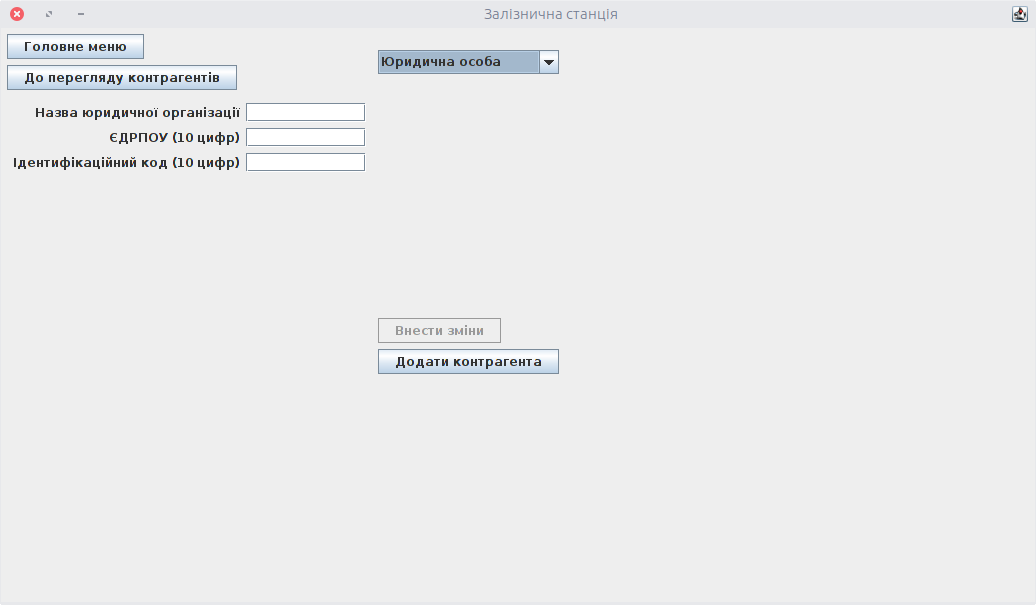 Залізнична станція
Головне меню
Юридична особа
До перегляду контрагентів
Назва юридичної організації
ЄДРПОУ (10 цифр)
Ідентифікаційний код (10 цифр)
Внести зміни
Додати контрагента